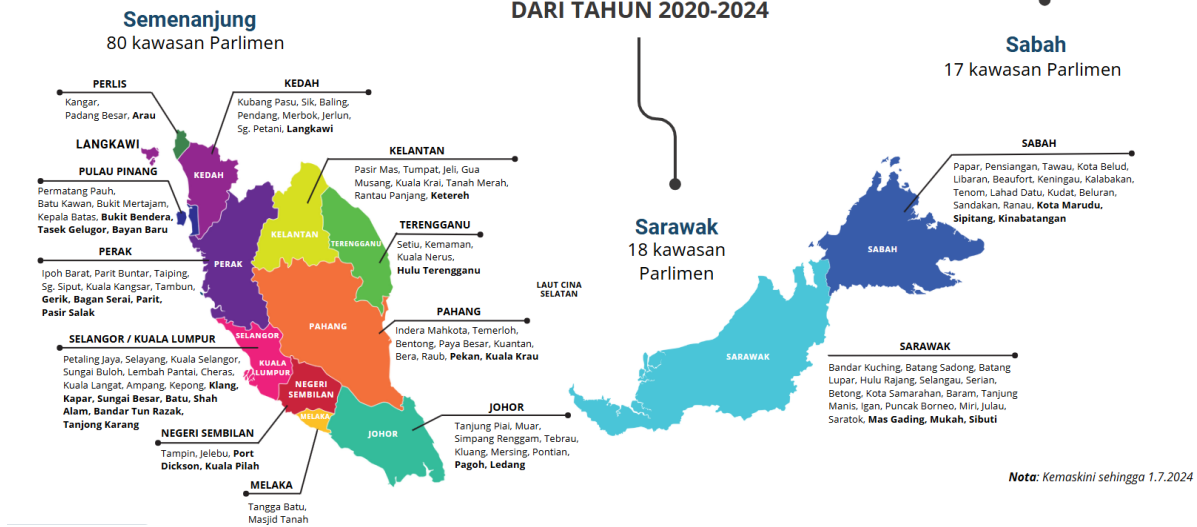 DARI TAHUN 2020-2024
Semenanjung
80 kawasan Parlimen
PERLIS
Kangar,
Padang Besar, Arau
KEDAH
Kubang Pasu, Sik, Baling,
Pendang, Merbok, Jerlun,
Sg. Petani, Langkawi
LANGKAWI
PULAU PINANG
Permatang Pauh,
Batu Kawan, Bukit Mertajam,
Kepala Batas, Bukit Bendera,
Tasek Gelugor, Bayan Baru
PERAK
Ipoh Barat, Parit Buntar, Taiping,
Sg. Siput, Kuala Kangsar, Tambun,
Gerik, Bagan Serai, Parit,
Pasir Salak
SELANGOR / KUALA LUMPUR
Petaling Jaya, Selayang, Kuala Selangor,
Sungai Buloh, Lembah Pantai, Cheras,
Kuala Langat, Ampang, Kepong, Klang,
Kapar, Sungai Besar, Batu, Shah
Alam, Bandar Tun Razak,
Tanjong Karang
NEGERI SEMBILAN
Tampin, Jelebu, Port
Dickson, Kuala Pilah
MELAKA
Tangga Batu,
Masjid Tanah
KELANTAN
Pasir Mas, Tumpat, Jeli, Gua
Musang, Kuala Krai, Tanah Merah,
Rantau Panjang, Ketereh
TERENGGANU
Setiu, Kemaman,
Kuala Nerus,
Hulu Terengganu
PAHANG
Indera Mahkota, Temerloh,
Bentong, Paya Besar, Kuantan,
Bera, Raub, Pekan, Kuala Krau
JOHOR
Tanjung Piai, Muar,
Simpang Renggam, Tebrau,
Kluang, Mersing, Pontian,
Pagoh, Ledang
KEDAH
KELANTAN
TERENGGANU
PERAK
PAHANG
SELANGOR
KUALA
LUMPUR
NEGERI
SEMBILAN
MELAKA
JOHOR
LAUT CINA
SELATAN
Sarawak
18 kawasan
Parlimen
SARAWAK
SARAWAK
Bandar Kuching, Batang Sadong, Batang
Lupar, Hulu Rajang, Selangau, Serian,
Betong, Kota Samarahan, Baram, Tanjung
Manis, Igan, Puncak Borneo, Miri, Julau,
Saratok, Mas Gading, Mukah, Sibuti
Sabah
17 kawasan Parlimen
SABAH
Papar, Pensiangan, Tawau, Kota Belud,
Libaran, Beaufort, Keningau, Kalabakan,
Tenom, Lahad Datu, Kudat, Beluran,
Sandakan, Ranau, Kota Marudu,
Sipitang, Kinabatangan
SABAH
Nota: Kemaskini sehingga 1.7.2024